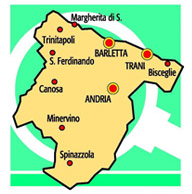 Margherita di S.
Trinitapoli
BARLETTA
TRANI
S. Ferdinando
Bisceglie
Canosa
ANDRIA
Minervino
Spinazzola